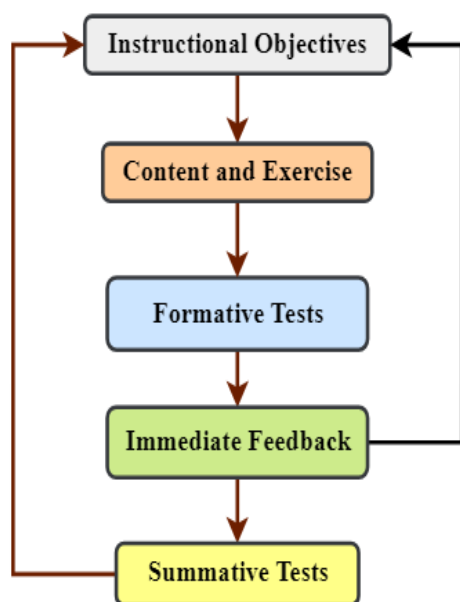 Instructional Objectives
Content and Exercise
Formative Tests
Immediate Feedback
Summative Tests